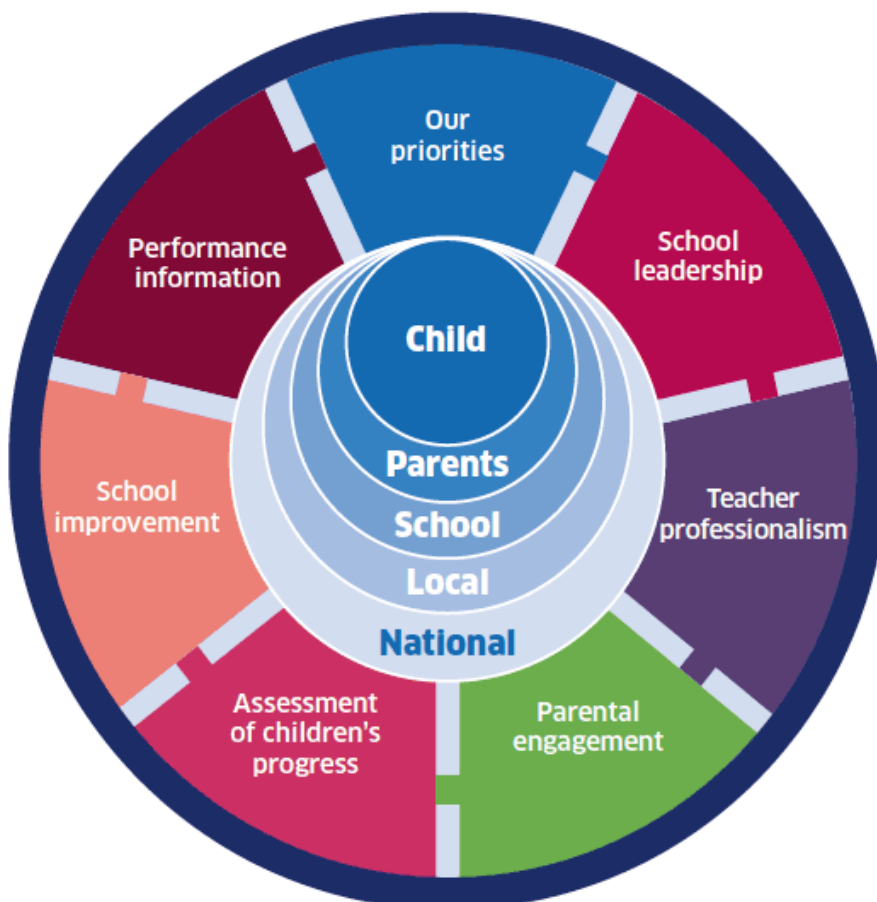 Our
priorities
School
leadership
Teacher
professionalism
Parental
engagement
Assessment
of children's
progress
School
improvement
Performance
information
Child
Parents
School
Local
National